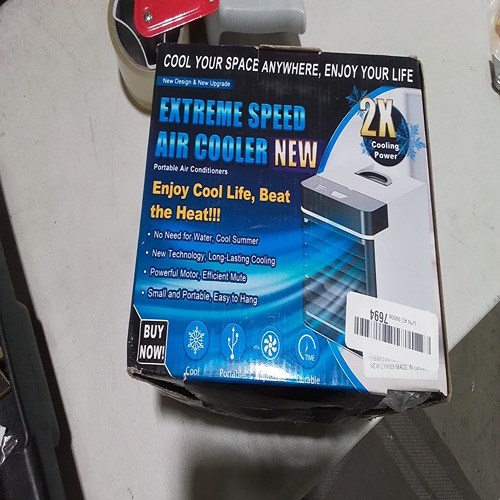 COOL YOUR SPACE ANYWHERE, ENJOY YOUR LIFE
New Design & New Upgrade
EXTREME SPEED
AIR COOLER NEW
Portable Air Conditioners
2X
Cooling
Power
Enjoy Cool Life, Beat
the Heat!!!
• No Need for Water, Cool Summer
• New Technology, Long-Lasting Cooling
• Powerful Motor, Efficient Mute
• Small and Portable, Easy to Hang
7694
BUY
NOW!
TIME
Cool
MADE IN